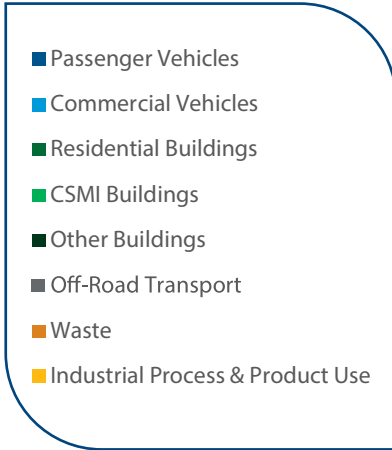 Passenger Vehicles
Commercial Vehicles
Residential Buildings
CSMI Buildings
Other Buildings
Off-Road Transport
Waste
Industrial Process & Product Use